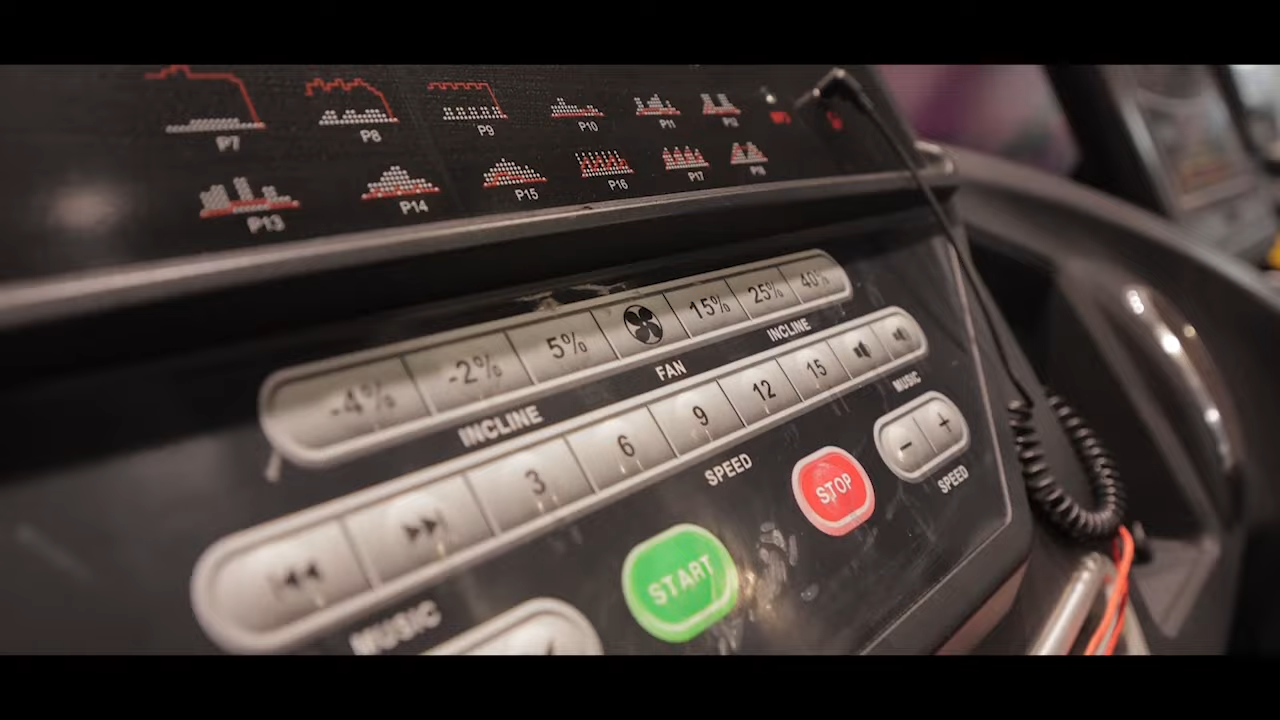 P7 P8 P9 P10 P11 P12
P13 P14 P15 P16 P17 P18
-4% -2% 5% 15% 25% 40%
INCLINE FAN INCLINE
3 6 9 12 15
MUSIC SPEED MUSIC
START STOP - +
SPEED